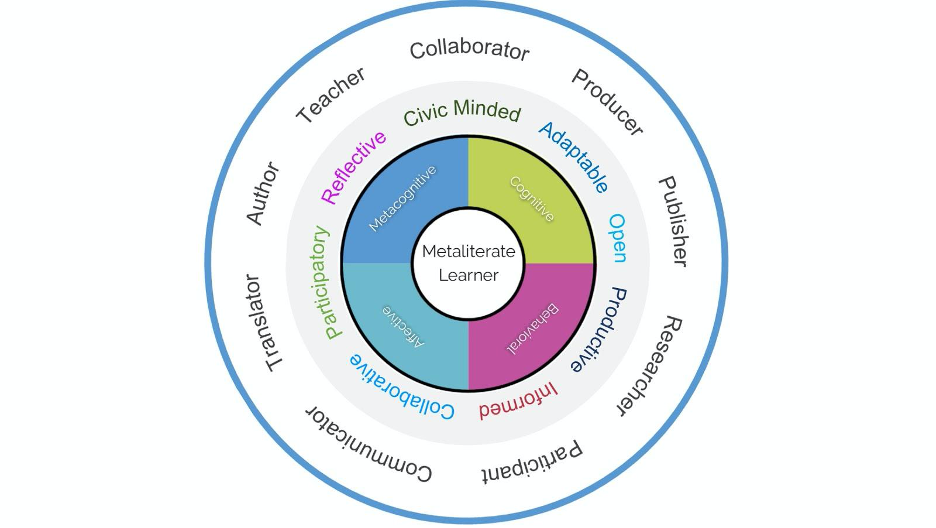 Collaborator
Producer
Publisher
Researcher
Participant
Communicator
Translator
Author
Teacher
Civic Minded
Adaptable
Open
Productive
Informed
Collaborative
Participatory
Reflective
Metacognitive
Cognitive
Behavioral
Affective
Metaliterate
Learner